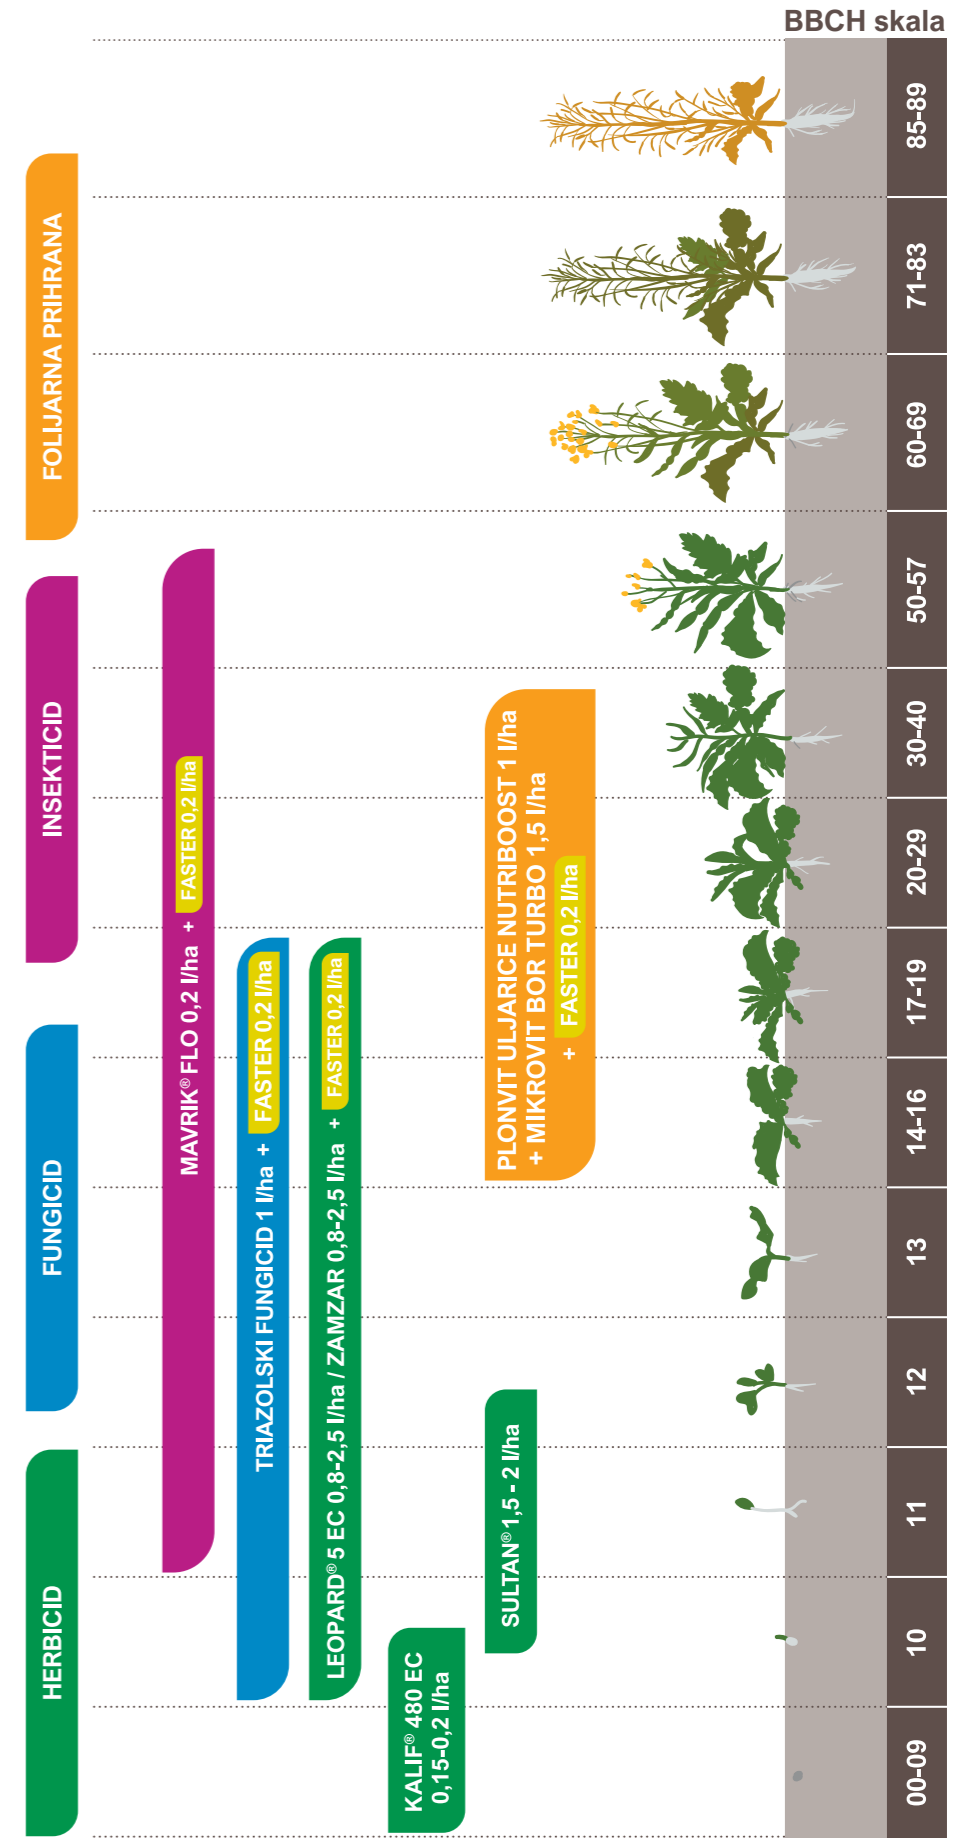 BBCH skala
HERBICID
FUNGICID
INSEKTICID
FOLIJARNA PRIHRANA
MAVRIK® FLO 0,2 l/ha + FASTER 0,2 l/ha
TRIAZOLSKI FUNGICID 1 l/ha + FASTER 0,2 l/ha
LEOPARD® 5 EC 0,8-2,5 l/ha / ZAMZAR 0,8-2,5 l/ha + FASTER 0,2 l/ha
KALIF® 480 EC
0,15-0,2 l/ha
SULTAN® 1,5 - 2 l/ha
PLONVIT ULJARICE NUTRIBOOST 1 l/ha
+ MIKROVIT BOR TURBO 1,5 l/ha
+ FASTER 0,2 l/ha
00-09
10
11
12
13
14-16
17-19
20-29
30-40
50-57
60-69
71-83
85-89